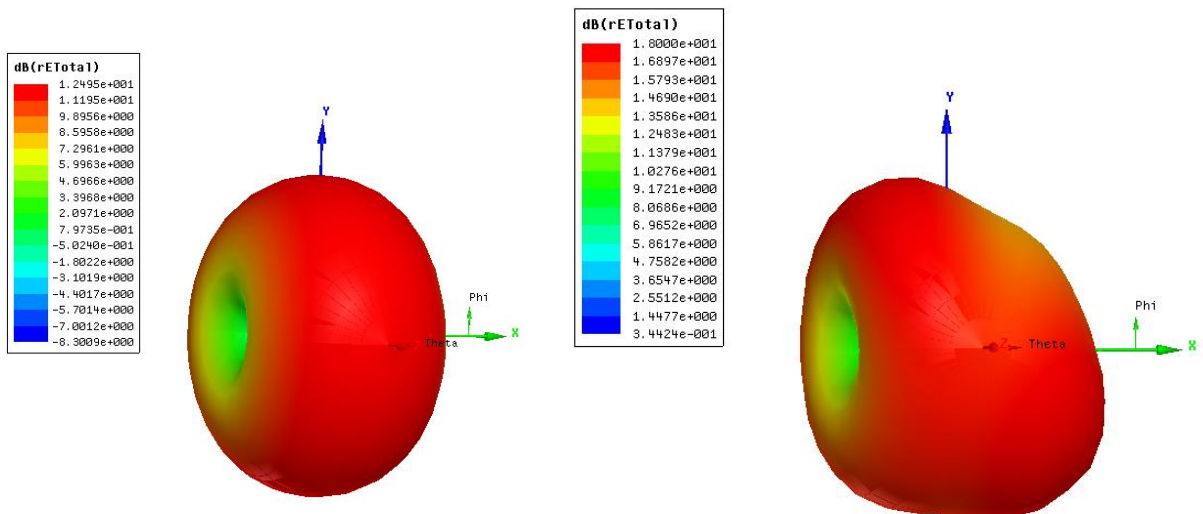 dB(rETotal)
1.2495e+001
1.1195e+001
9.8956e+000
8.5958e+000
7.2961e+000
5.9963e+000
4.6966e+000
3.3968e+000
2.0971e+000
7.9735e-001
-5.0240e-001
-1.8022e+000
-3.1019e+000
-4.4017e+000
-5.7014e+000
-7.0012e+000
-8.3009e+000
Y
Phi
X
Theta
dB(rETotal)
1.8000e+001
1.6897e+001
1.5793e+001
1.4690e+001
1.3586e+001
1.2483e+001
1.1379e+001
1.0276e+001
9.1721e+000
8.0686e+000
6.9652e+000
5.8617e+000
4.7582e+000
3.6547e+000
2.5512e+000
1.4477e+000
3.4424e-001
Y
Phi
Z
Theta
X